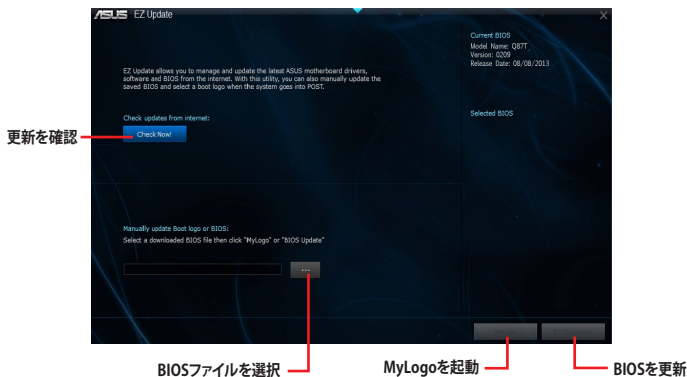 ASUS EZ Update
Current BIOS
Model Name: Q87T
Version: 0209
Release Date: 08/08/2013
EZ Update allows you to manage and update the latest ASUS motherboard drivers,
software and BIOS from the internet. With this utility, you can also manually update the
saved BIOS and select a boot logo when the system goes into POST.
Check updates from internet:
Selected BIOS
Check Now!
更新を確認
Manually update Boot logo or BIOS:
Select a downloaded BIOS file then click "MyLogo" or "BIOS Update"
...
BIOSファイルを選択
MyLogoを起動
BIOSを更新